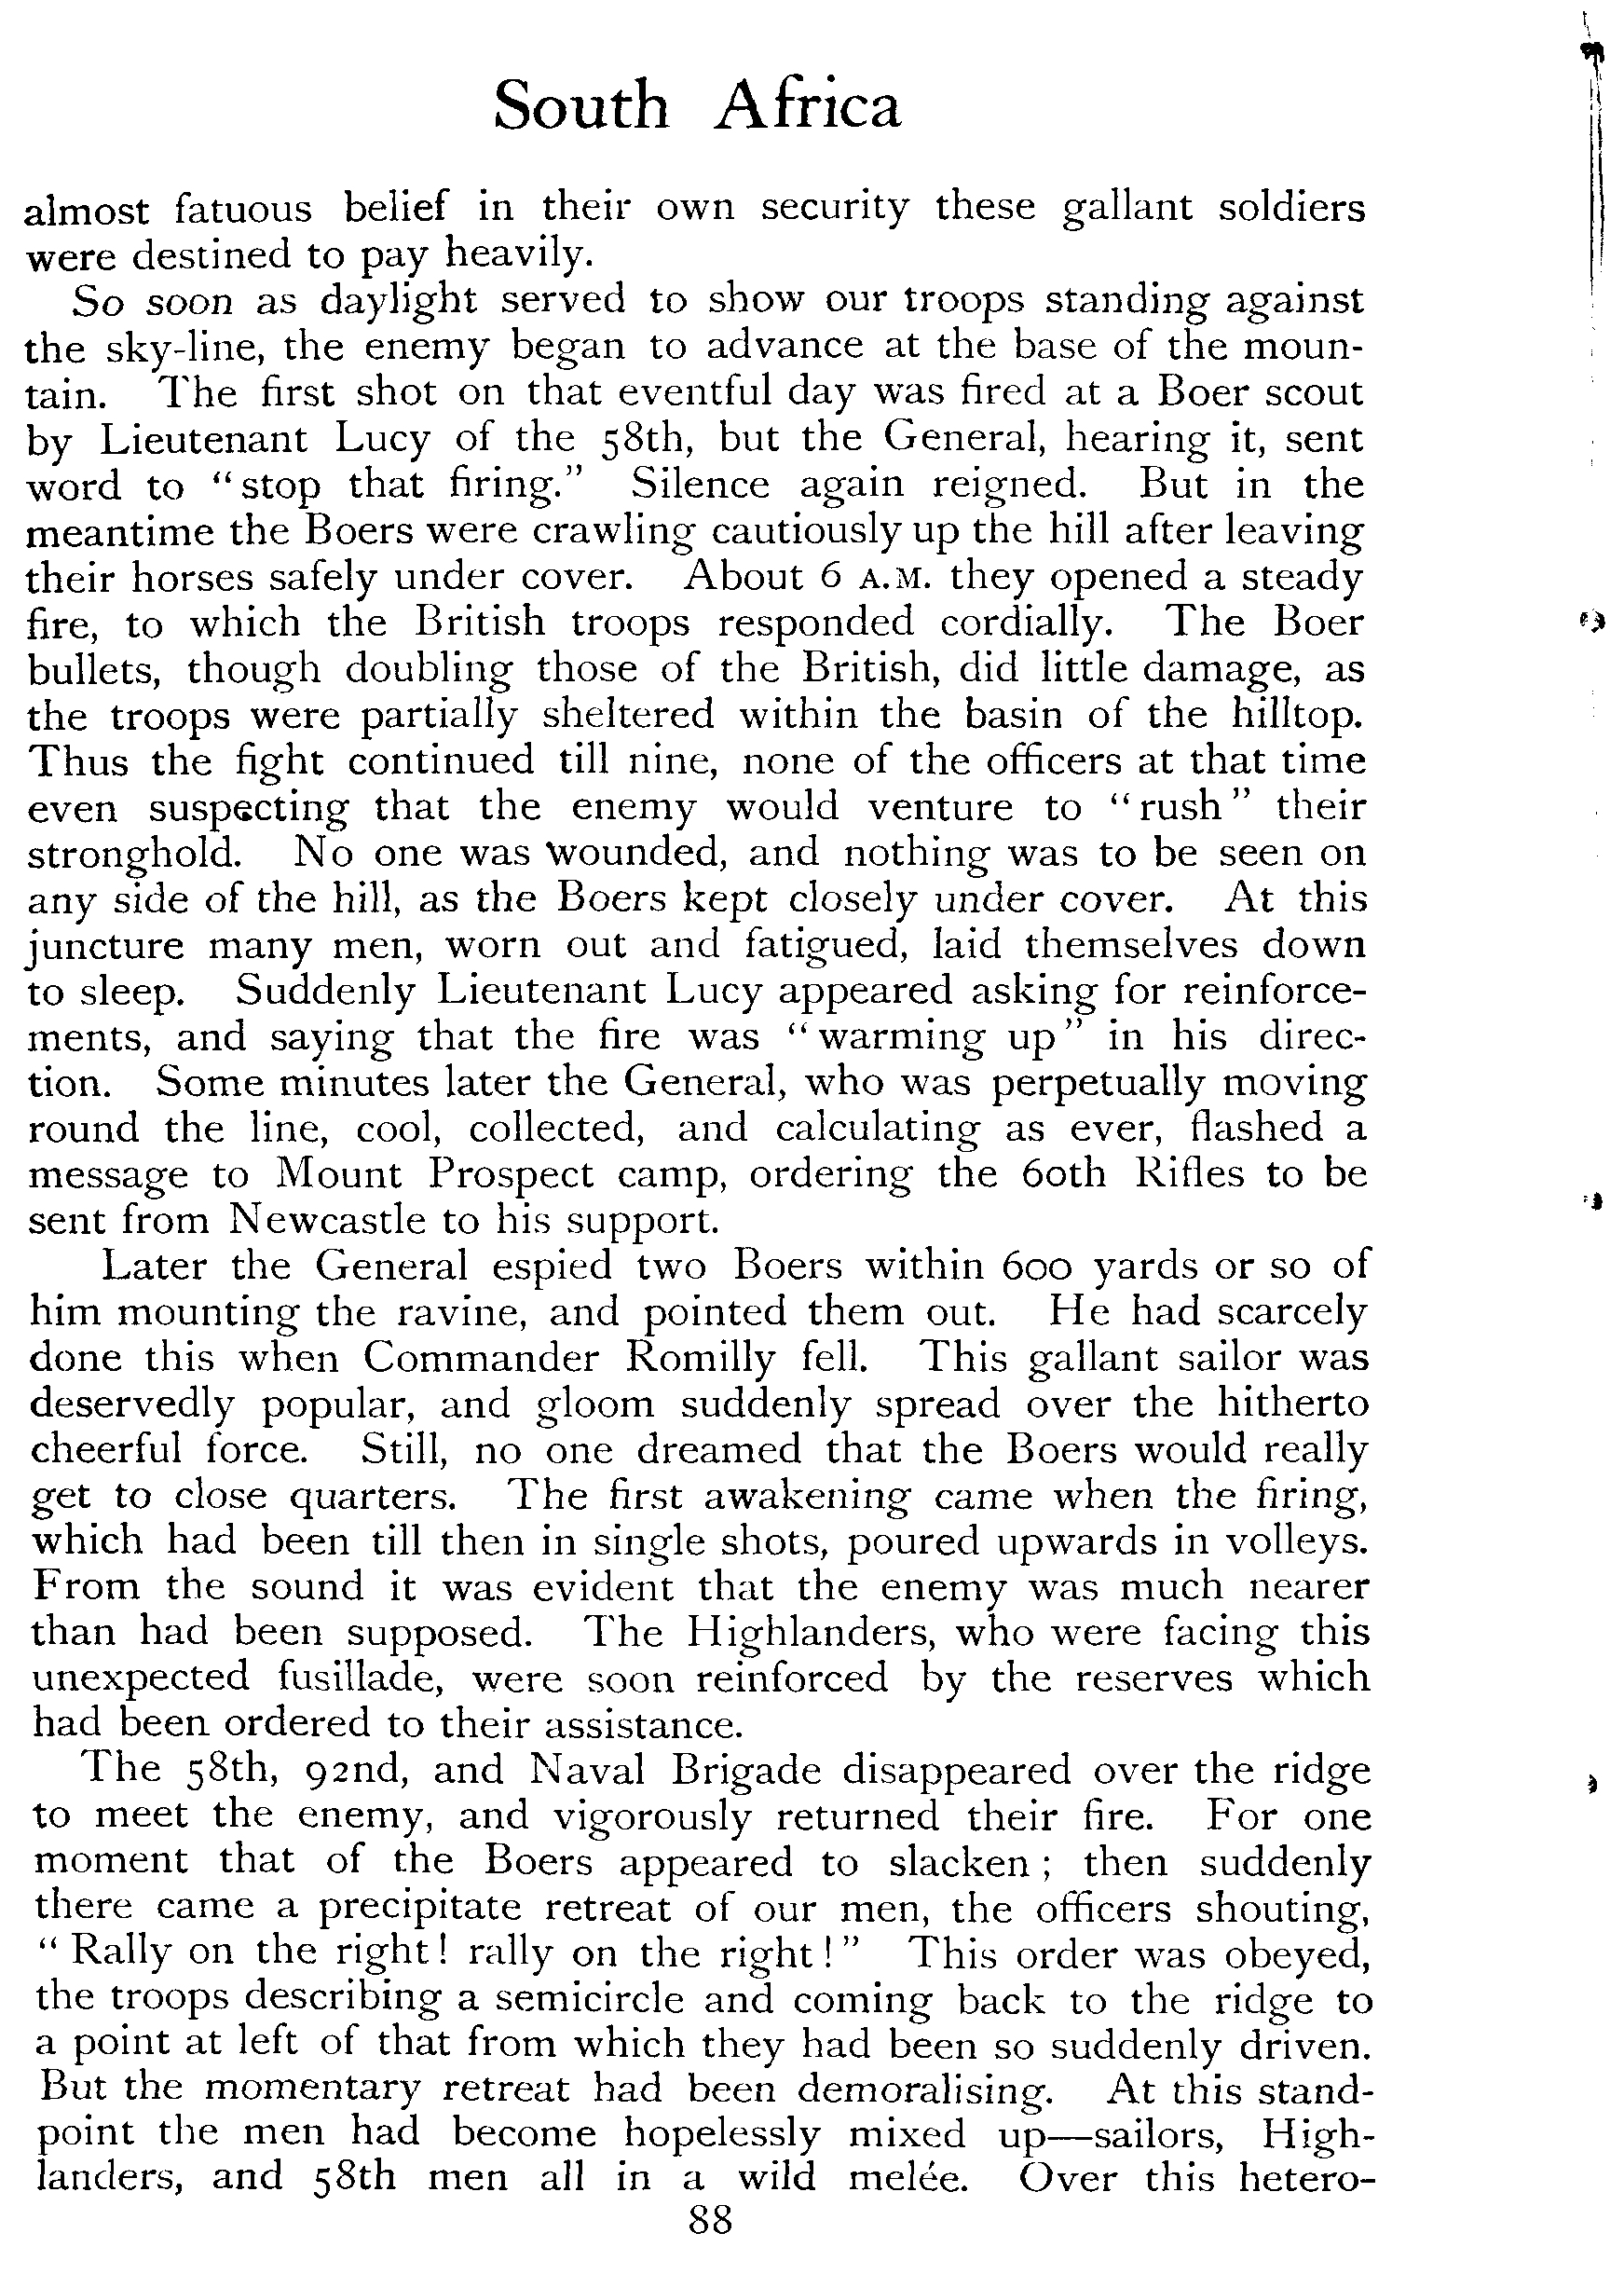 South Africa
almost fatuous belief in their own security these gallant soldiers
were destined to pay heavily.
So soon as daylight served to show our troops standing against
the sky-line, the enemy began to advance at the base of the moun-
tain. The first shot on that eventful day was fired at a Boer scout
by Lieutenant Lucy of the 58th, but the General, hearing it, sent
word to "stop that firing." Silence again reigned. But in the
meantime the Boers were crawling cautiously up the hill after leaving
their horses safely under cover. About 6 A.M. they opened a steady
fire, to which the British troops responded cordially. The Boer
bullets, though doubling those of the British, did little damage, as
the troops were partially sheltered within the basin of the hilltop.
Thus the fight continued till nine, none of the officers at that time
even suspecting that the enemy would venture to "rush" their
stronghold. No one was wounded, and nothing was to be seen on
any side of the hill, as the Boers kept closely under cover. At this
juncture many men, worn out and fatigued, laid themselves down
to sleep. Suddenly Lieutenant Lucy appeared asking for reinforce-
ments, and saying that the fire was "warming up" in his direc-
tion. Some minutes later the General, who was perpetually moving
round the line, cool, collected, and calculating as ever, flashed a
message to Mount Prospect camp, ordering the 60th Rifles to be
sent from Newcastle to his support.
Later the General espied two Boers within 600 yards or so of
him mounting the ravine, and pointed them out. He had scarcely
done this when Commander Romilly fell. This gallant sailor was
deservedly popular, and gloom suddenly spread over the hitherto
cheerful force. Still, no one dreamed that the Boers would really
get to close quarters. The first awakening came when the firing,
which had been till then in single shots, poured upwards in volleys.
From the sound it was evident that the enemy was much nearer
than had been supposed. The Highlanders, who were facing this
unexpected fusillade, were soon reinforced by the reserves which
had been ordered to their assistance.
The 58th, 92nd, and Naval Brigade disappeared over the ridge
to meet the enemy, and vigorously returned their fire. For one
moment that of the Boers appeared to slacken; then suddenly
there came a precipitate retreat of our men, the officers shouting,
"Rally on the right! rally on the right!" This order was obeyed,
the troops describing a semicircle and coming back to the ridge to
a point at left of that from which they had been so suddenly driven.
But the momentary retreat had been demoralising. At this stand-
point the men had become hopelessly mixed up—sailors, High-
landers, and 58th men all in a wild melée. Over this hetero-
88